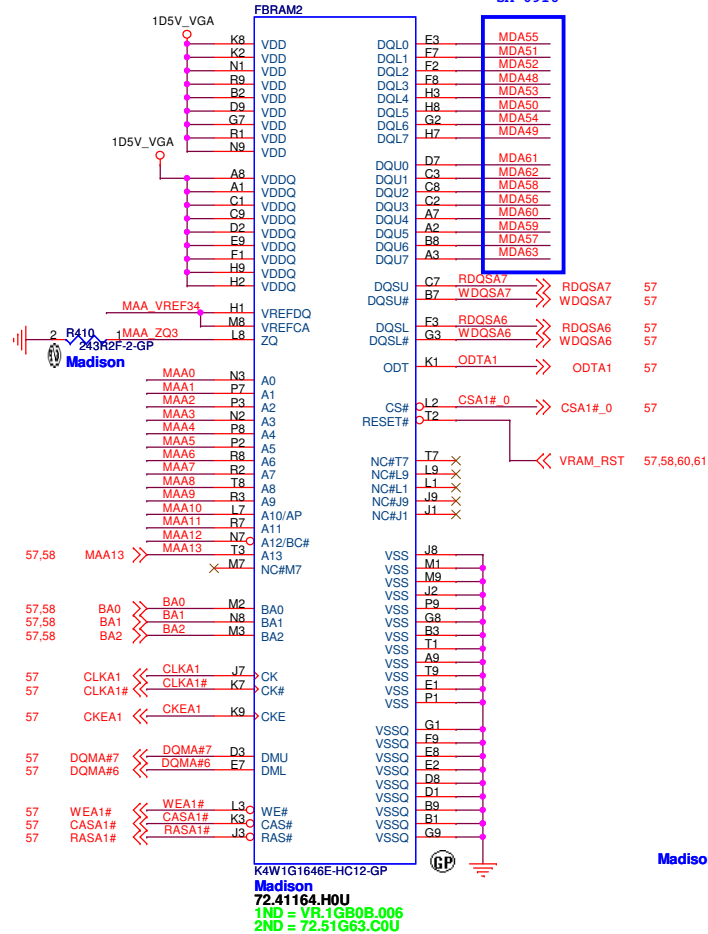 FBRAM2
1D5V_VGA
K8 VDD DQL0 E3 MDA55
K2 VDD DQL1 F7 MDA51
N1 VDD DQL2 F2 MDA52
R9 VDD DQL3 F8 MDA48
B2 VDD DQL4 H3 MDA53
D9 VDD DQL5 H8 MDA50
G7 VDD DQL6 G2 MDA54
R1 VDD DQL7 H7 MDA49
N9 VDD
1D5V_VGA
A8 VDDQ DQU0 D7 MDA61
A1 VDDQ DQU1 C3 MDA62
C1 VDDQ DQU2 C8 MDA58
C9 VDDQ DQU3 C2 MDA56
D2 VDDQ DQU4 A7 MDA60
E9 VDDQ DQU5 A2 MDA59
F1 VDDQ DQU6 B8 MDA57
H9 VDDQ DQU7 A3 MDA63
H2 VDDQ
DQSU C7 RDQSA7 RDQSA7 57
DQSU# B7 WDQSA7 WDQSA7 57
MAA_VREF34 H1 VREFDQ
M8 VREFCA
DQSL F3 RDQSA6 RDQSA6 57
DQSL# G3 WDQSA6 WDQSA6 57
2 R410 1 MAA_ZQ3 L8 ZQ
243R2F-2-GP
Madison
ODT K1 ODTA1 ODTA1 57
MAA0 N3 A0
MAA1 P7 A1
MAA2 P3 A2
MAA3 N2 A3
MAA4 P8 A4
MAA5 P2 A5
MAA6 R8 A6
MAA7 R2 A7
MAA8 T8 A8
MAA9 R3 A9
MAA10 L7 A10/AP
MAA11 R7 A11
MAA12 N7 A12/BC#
57,58 MAA13 MAA13 T3 A13
M7 NC#M7
CS# L2 CSA1#_0 CSA1#_0 57
RESET# T2 VRAM_RST 57,58,60,61
NC#T7 T7
NC#L9 L9
NC#L1 L1
NC#J9 J9
NC#J1 J1
VSS J8
VSS M1
VSS M9
VSS J2
VSS P9
VSS G8
VSS B3
VSS T1
VSS A9
VSS T9
VSS E1
VSS P1
57,58 BA0 BA0 M2 BA0
57,58 BA1 BA1 N8 BA1
57,58 BA2 BA2 M3 BA2
57 CLKA1 CLKA1 J7 CK
57 CLKA1# CLKA1# K7 CK#
57 CKEA1 CKEA1 K9 CKE
VSSQ G1
VSSQ F9
VSSQ E8
VSSQ E2
VSSQ D8
VSSQ D1
VSSQ B9
VSSQ B1
VSSQ G9
57 DQMA#7 DQMA#7 D3 DMU
57 DQMA#6 DQMA#6 E7 DML
57 WEA1# WEA1# L3 WE#
57 CASA1# CASA1# K3 CAS#
57 RASA1# RASA1# J3 RAS#
GP
Madiso
K4W1G1646E-HC12-GP
Madison
72.41164.H0U
1ND = VR.1GB0B.006
2ND = 72.51G63.C0U